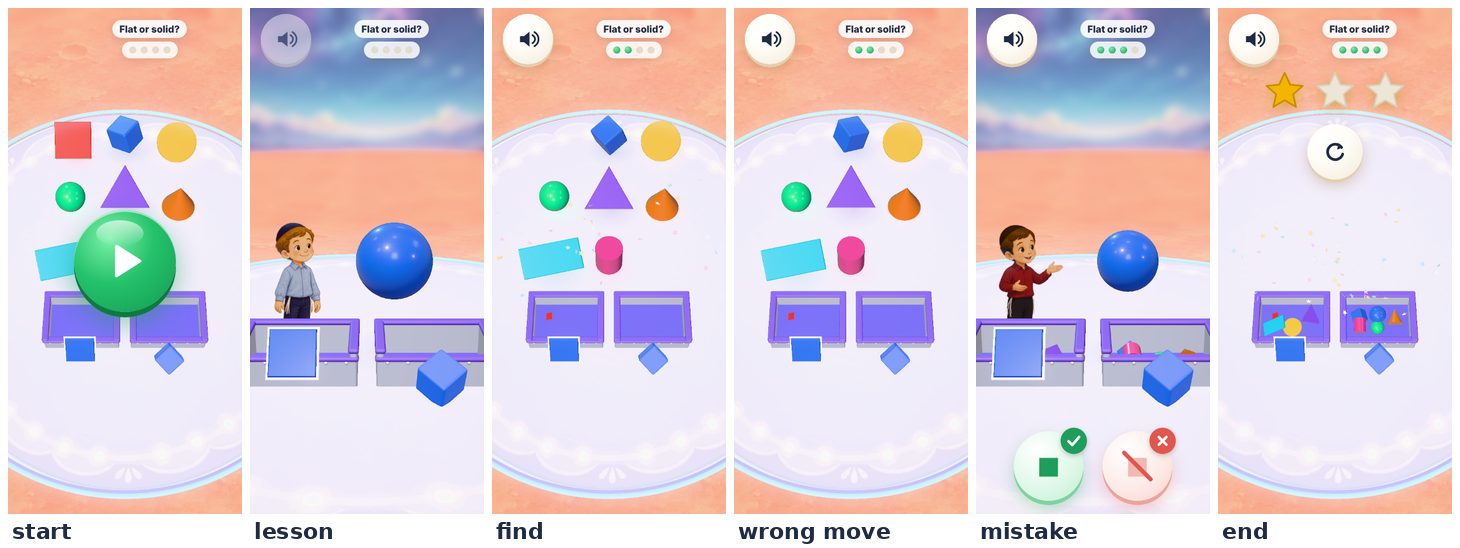 Flat or solid?
Flat or solid?
Flat or solid?
Flat or solid?
Flat or solid?
Flat or solid?
start
lesson
find
wrong move
mistake
end